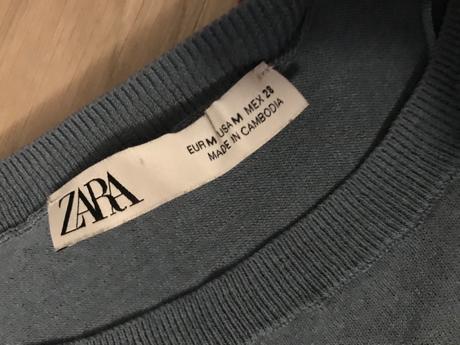 ZARA
EUR M USA M MEX 28
MADE IN CAMBODIA